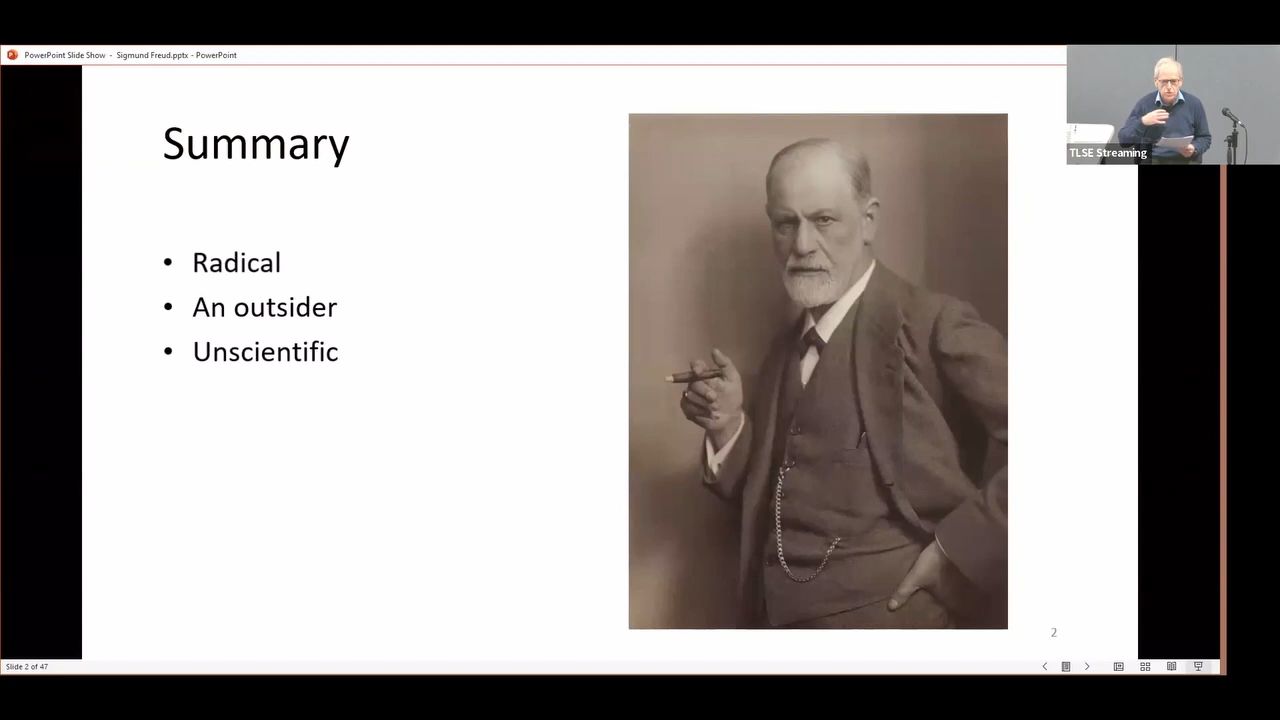 PowerPoint Slide Show - Sigmund Freud.pptx - PowerPoint
TLSE Streaming
Summary
• Radical
• An outsider
• Unscientific
2
Slide 2 of 47